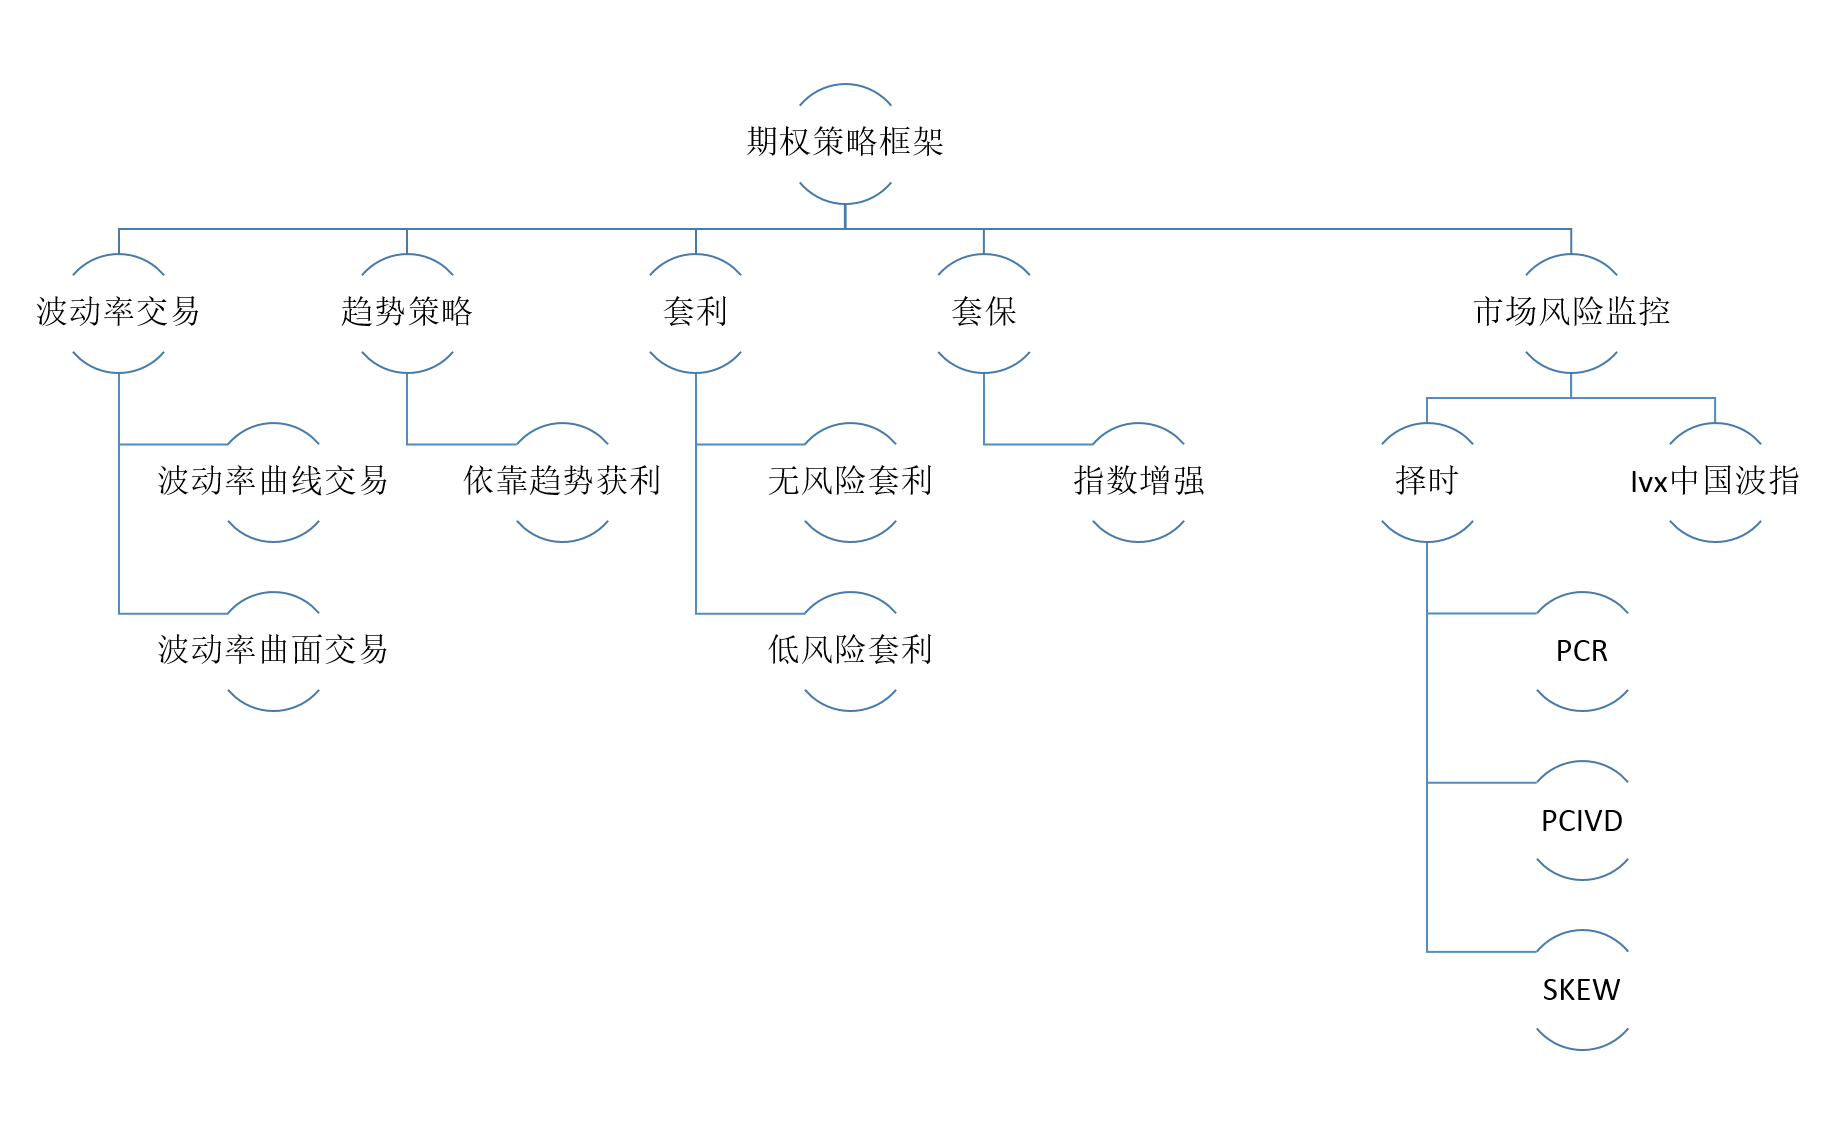 期权策略框架
波动率交易
趋势策略
套利
套保
市场风险监控
波动率曲线交易
依靠趋势获利
无风险套利
指数增强
择时
Ivx中国波指
波动率曲面交易
低风险套利
PCR
PCIVD
SKEW